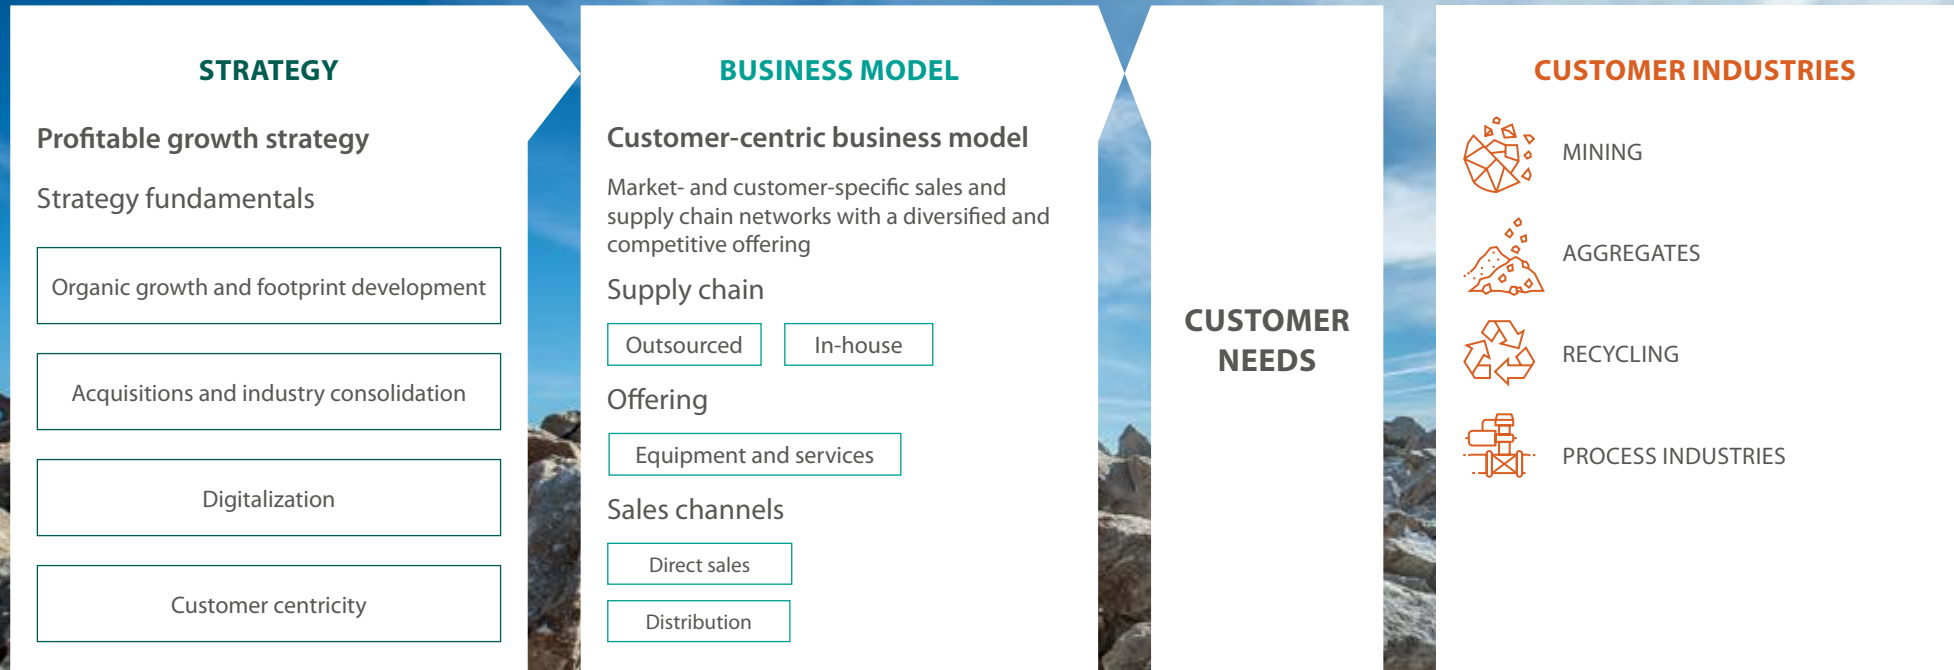 STRATEGY
Profitable growth strategy
Strategy fundamentals
Organic growth and footprint development
Acquisitions and industry consolidation
Digitalization
Customer centricity
BUSINESS MODEL
Customer-centric business model
Market- and customer-specific sales and
supply chain networks with a diversified and
competitive offering
Supply chain
Outsourced
In-house
Offering
Equipment and services
Sales channels
Direct sales
Distribution
CUSTOMER
NEEDS
CUSTOMER INDUSTRIES
MINING
AGGREGATES
RECYCLING
PROCESS INDUSTRIES